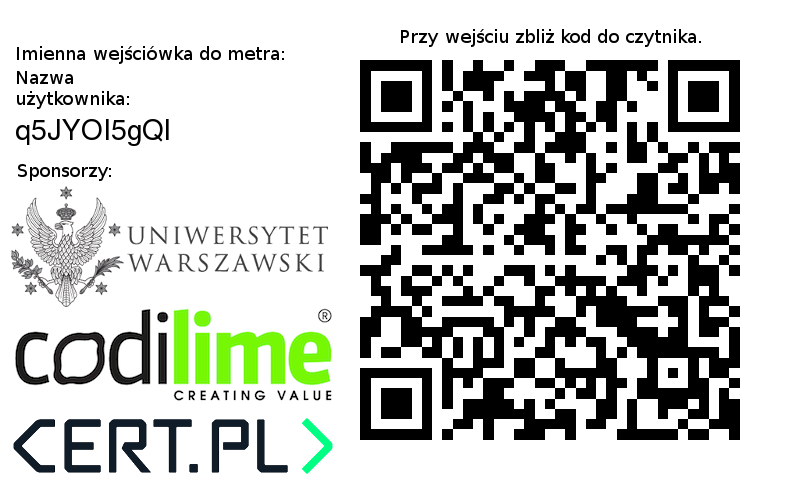 Imienna wejściówka do metra:
Nazwa
użytkownika:
q5JYOI5gQI
Sponsorzy:
UNIWERSYTET
WARSZAWSKI
codilime®
CREATING VALUE
<CERT.PL>
Przy wejściu zbliż kod do czytnika.